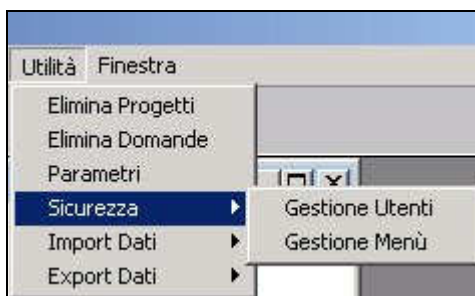 Utilità Finestra
Elimina Progetti
Elimina Domande
Parametri
Sicurezza
Gestione Utenti
Import Dati
Gestione Menù
Export Dati